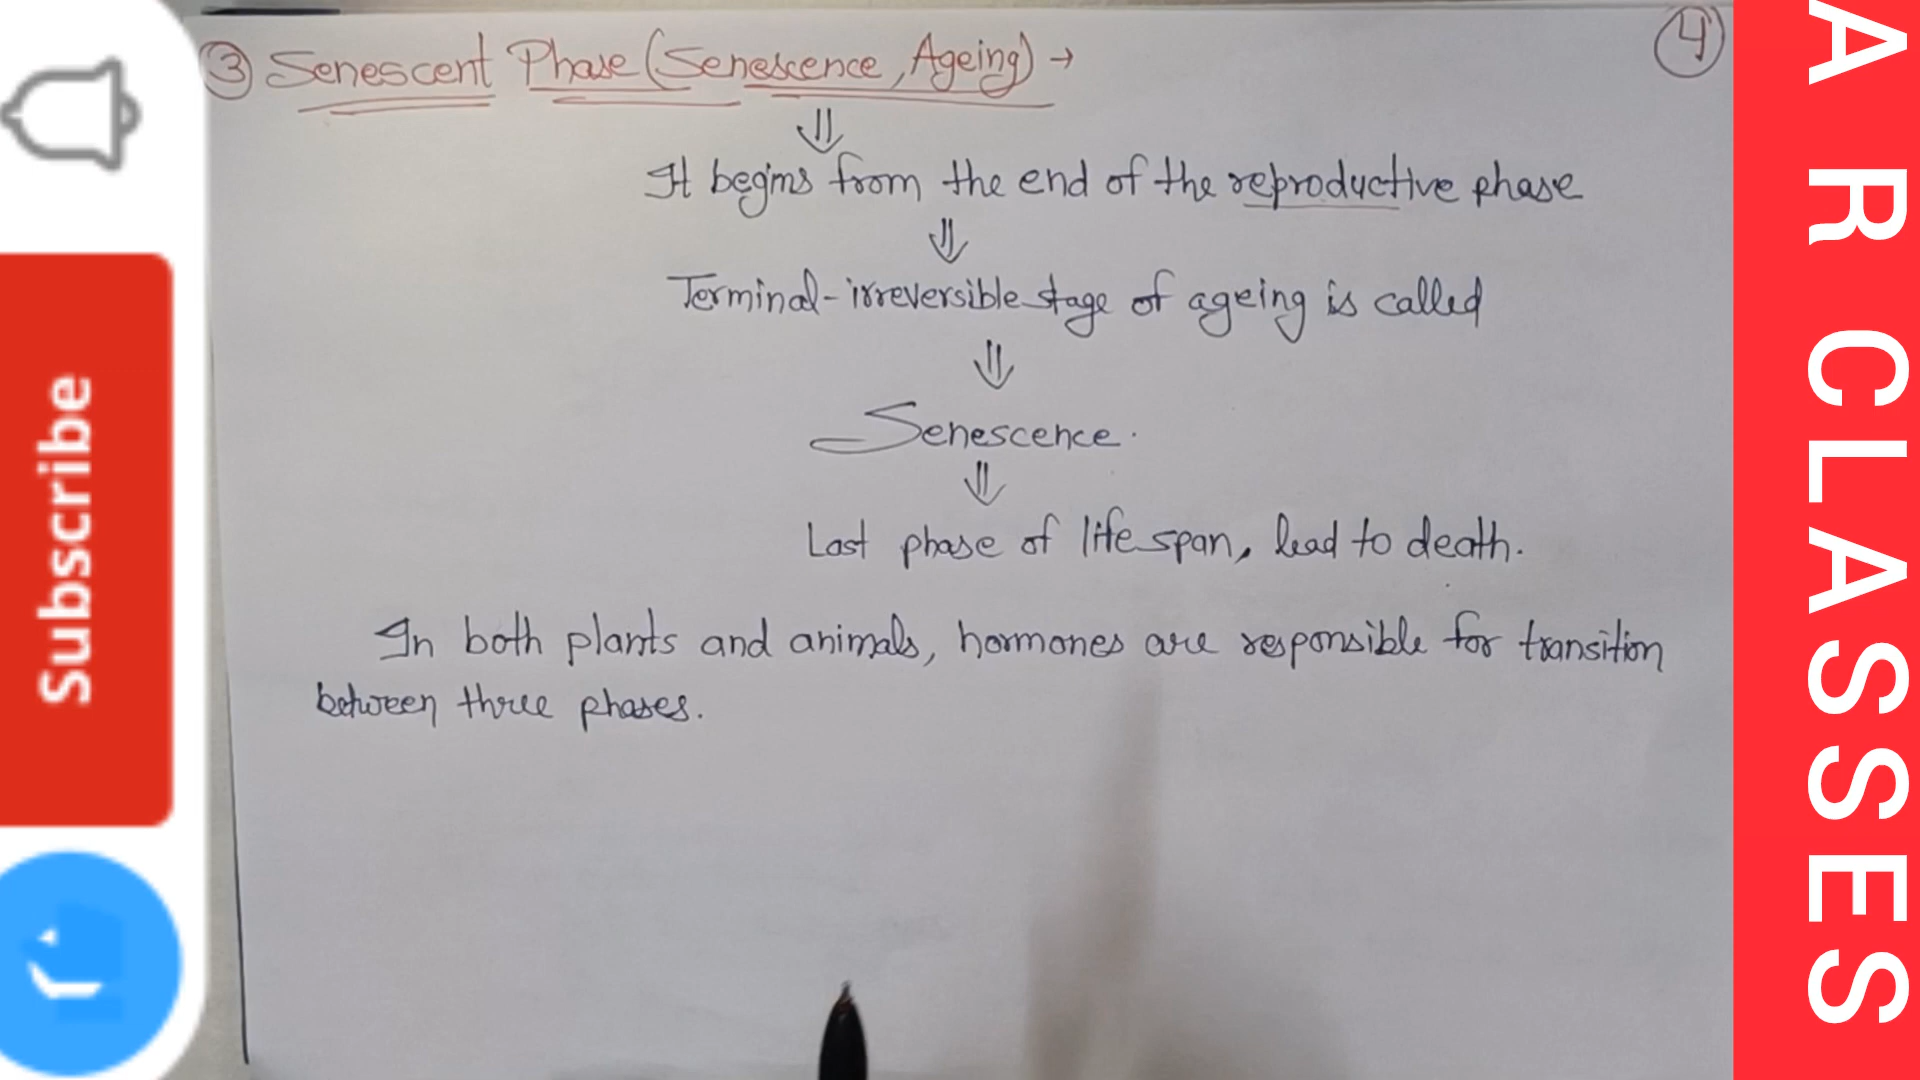 ③ Senescent Phase (Senescence, Ageing) →
④
⇓
It begins from the end of the reproductive phase
⇓
Terminal-irreversible stage of ageing is called
⇓
Senescence.
⇓
Last phase of life span, lead to death.
In both plants and animals, hormones are responsible for transition
between three phases.
Subscribe
A R CLASSES